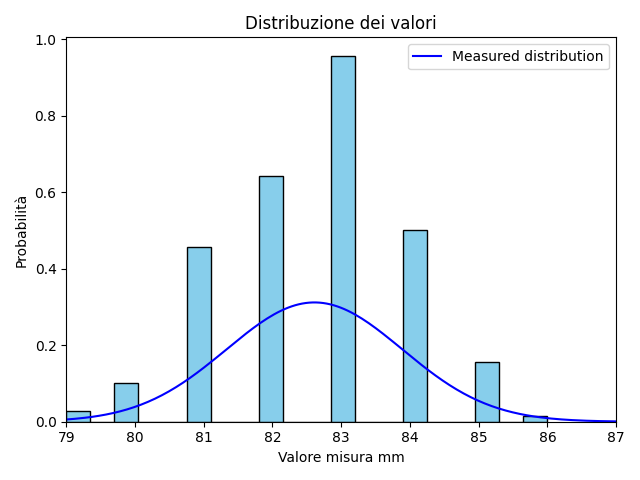 Distribuzione dei valori
Measured distribution
1.0
0.8
0.6
0.4
0.2
0.0
Probabilità
79 80 81 82 83 84 85 86 87
Valore misura mm